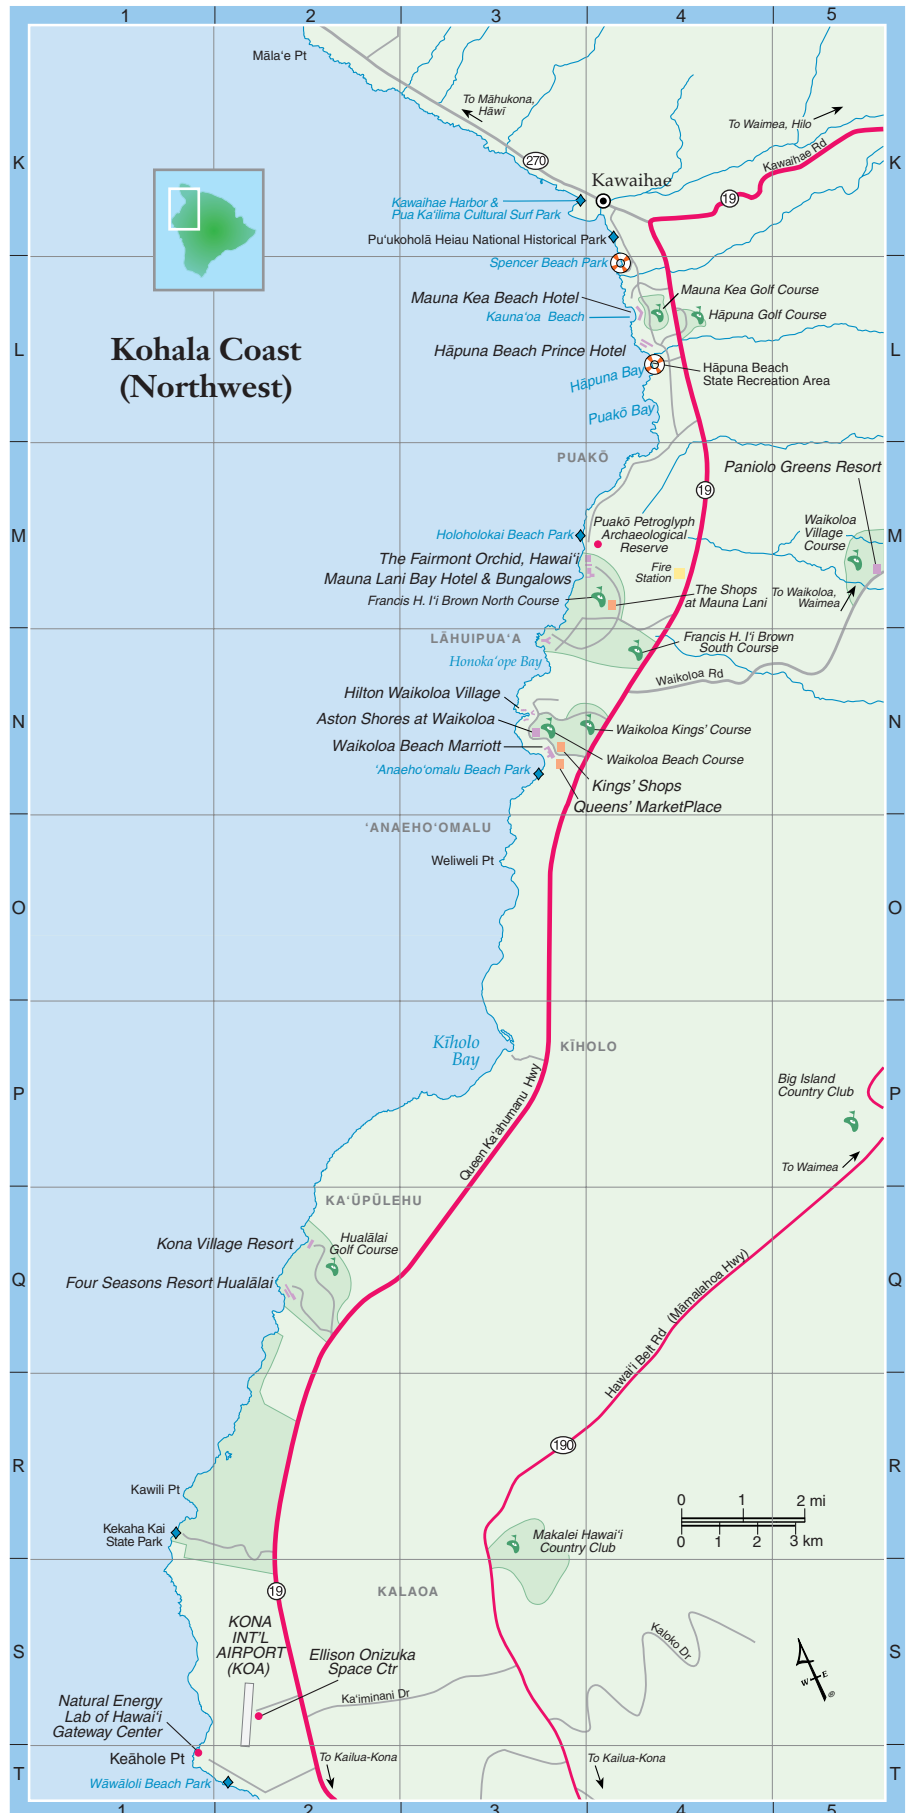 1 2 3 4 5
Māla‘e Pt
To Māhukona,
Hāwī
To Waimea, Hilo
Kawaihae Rd
K K
270
Kawaihae
19
Kawaihae Harbor &
Pua Ka‘ilima Cultural Surf Park
Pu‘ukoholā Heiau National Historical Park
Spencer Beach Park
Mauna Kea Golf Course
Mauna Kea Beach Hotel
Kauna‘oa Beach
Hāpuna Golf Course
Kohala Coast
(Northwest)
L L
Hāpuna Beach Prince Hotel
Hāpuna Beach
State Recreation Area
Hāpuna Bay
Puakō Bay
PUAKŌ
Paniolo Greens Resort
19
Puakō Petroglyph
Archaeological
Reserve
Waikoloa
Village
Course
M M
Holoholokai Beach Park
The Fairmont Orchid, Hawai‘i
Fire
Station
Mauna Lani Bay Hotel & Bungalows
The Shops
at Mauna Lani
To Waikoloa,
Waimea
Francis H. I‘i Brown North Course
LĀHUIPUA‘A
Francis H. I‘i Brown
South Course
Honoka‘ope Bay
Waikoloa Rd
Hilton Waikoloa Village
Aston Shores at Waikoloa
N N
Waikoloa Kings’ Course
Waikoloa Beach Marriott
Waikoloa Beach Course
‘Anaeho‘omalu Beach Park
Kings’ Shops
Queens’ MarketPlace
‘ANAEHO‘OMALU
Weliweli Pt
O O
Kīholo
Bay
KĪHOLO
Queen Ka‘ahumanu Hwy
Big Island
Country Club
P P
To Waimea
KA‘ŪPŪLEHU
Kona Village Resort
Hualālai
Golf Course
Four Seasons Resort Hualālai
Q Q
Hawai‘i Belt Rd (Māmalahoa Hwy)
190
R R
Kawili Pt
0 1 2 mi
0 1 2 3 km
Kekaha Kai
State Park
Makalei Hawai‘i
Country Club
19
KALAOA
KONA
INT’L
AIRPORT
(KOA)
Kaloko Dr
S S
Ellison Onizuka
Space Ctr
W E
Ka‘iminani Dr
Natural Energy
Lab of Hawai‘i
Gateway Center
Keāhole Pt
To Kailua-Kona
To Kailua-Kona
T T
Wāwāloli Beach Park
1 2 3 4 5